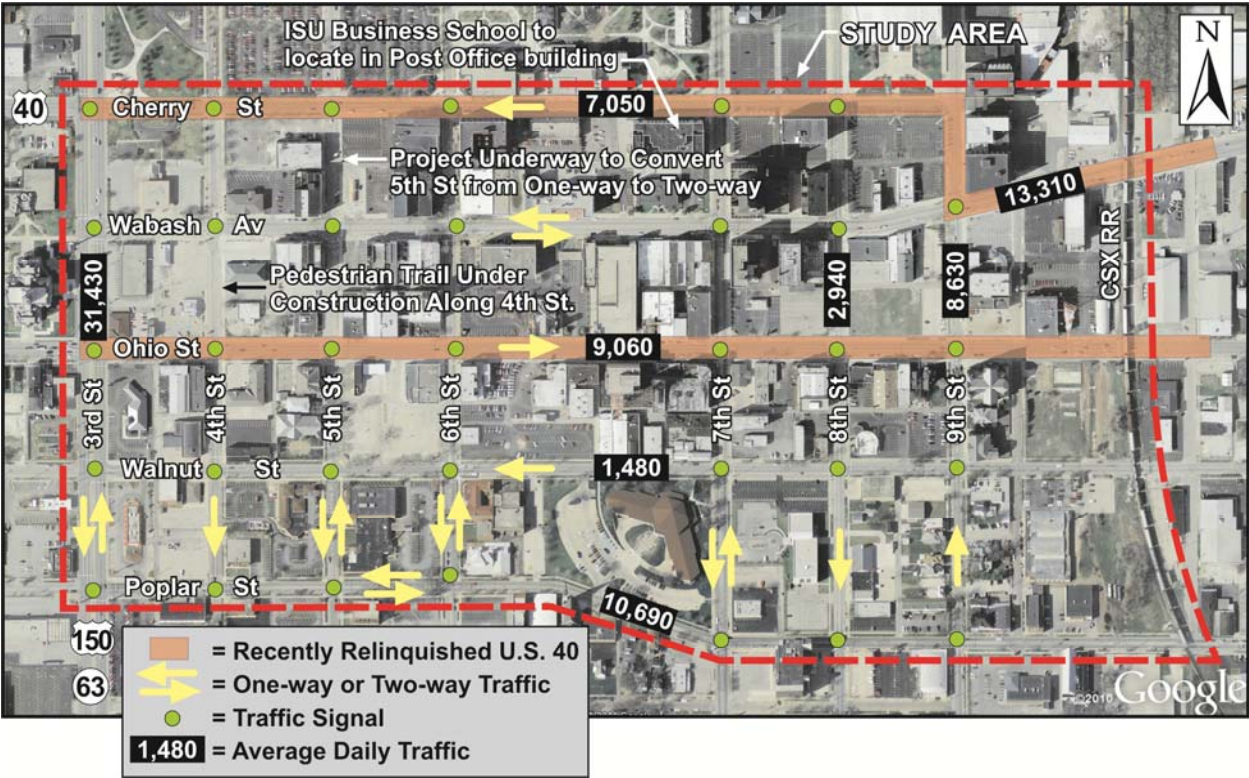 ISU Business School to
locate in Post Office building
STUDY AREA
N
40
Cherry St
7,050
Project Underway to Convert
5th St from One-way to Two-way
13,310
Wabash Av
CSX RR
Pedestrian Trail Under
Construction Along 4th St.
31,430
2,940
8,630
Ohio St
9,060
3rd St
4th St
5th St
6th St
7th St
8th St
9th St
Walnut St
1,480
Poplar St
10,690
150
63
©2010 Google
= Recently Relinquished U.S. 40
= One-way or Two-way Traffic
= Traffic Signal
1,480 = Average Daily Traffic